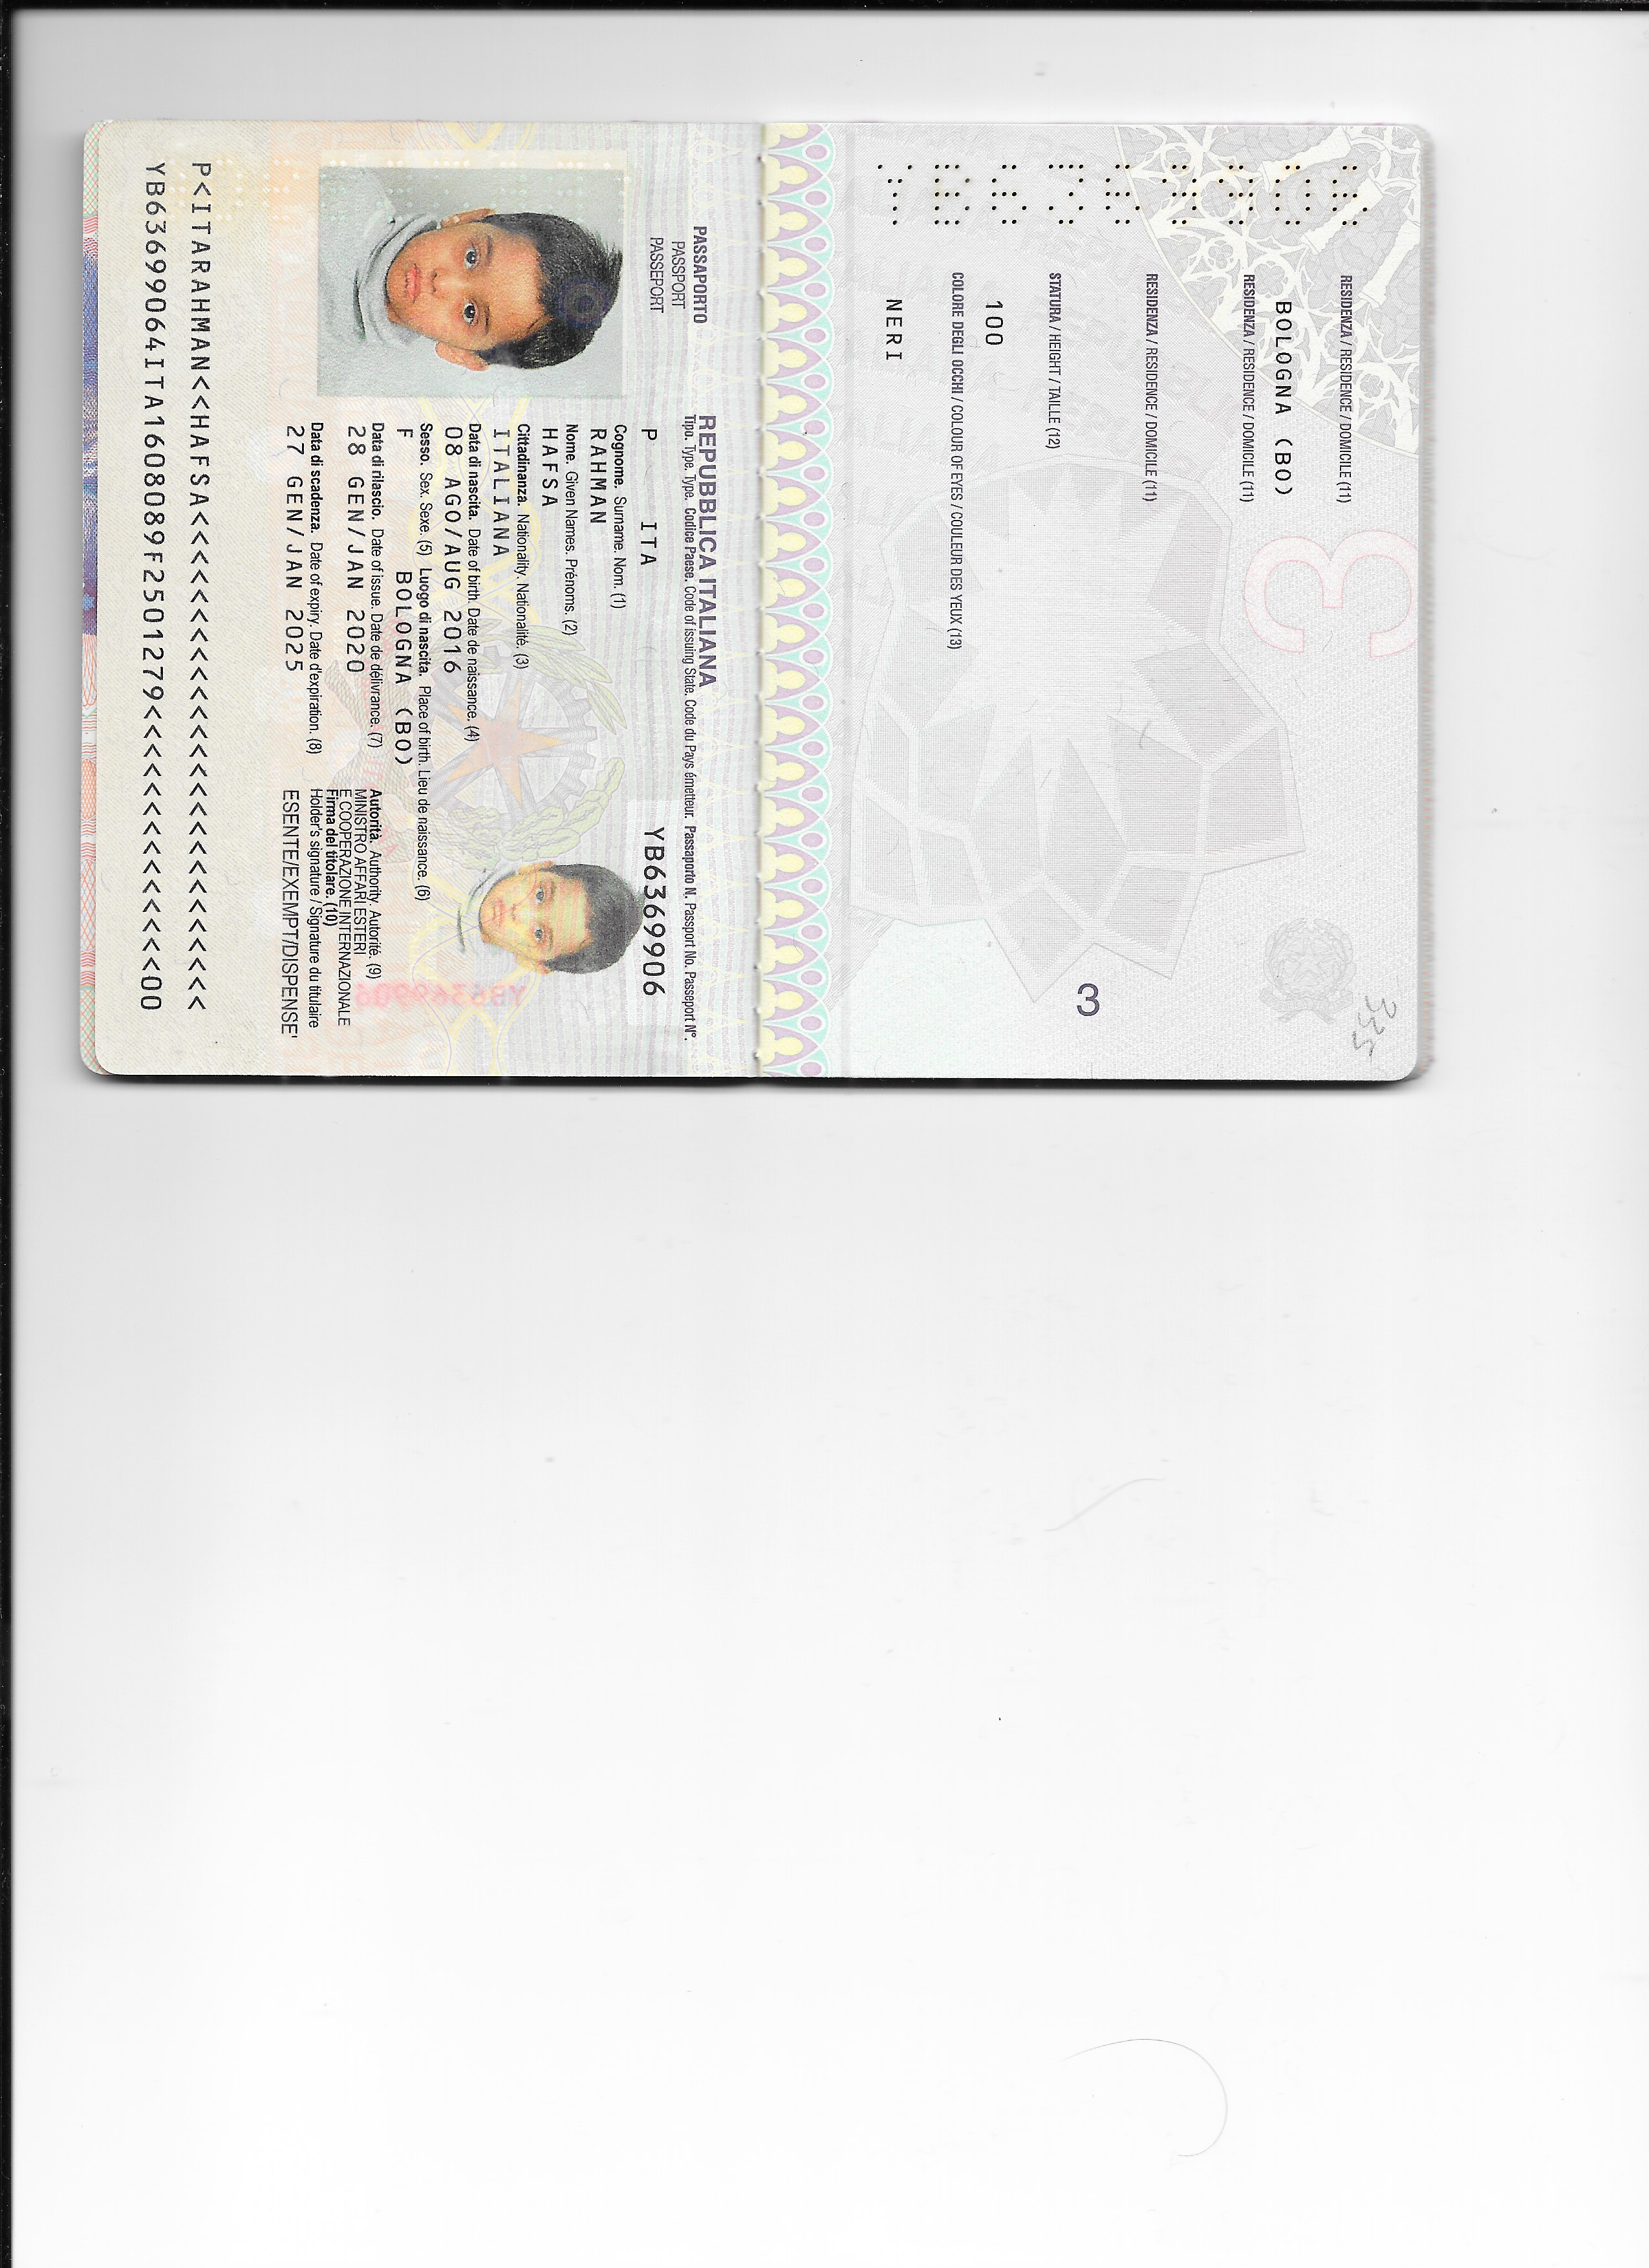 RESIDENZA / RESIDENCE / DOMICILE (11)
RESIDENZA / RESIDENCE / DOMICILE (11)
BOLOGNA (BO)
RESIDENZA / RESIDENCE / DOMICILE (11)
STATURA / HEIGHT / TAILLE (12)
100
COLORE DEGLI OCCHI / COLOUR OF EYES / COULEUR DES YEUX (13)
NERI
3
3
PASSAPORTO
PASSPORT
PASSEPORT
REPUBBLICA ITALIANA
Tipo. Type. Type. Codice Paese. Code of issuing State. Code du Pays émetteur. Passaporto N. Passport No. Passeport N°.
P ITA YB6369906
Cognome. Surname. Nom. (1)
RAHMAN
Nome. Given Names. Prénoms. (2)
HAFSA
Cittadinanza. Nationality. Nationalité. (3)
ITALIANA
Data di nascita. Date of birth. Date de naissance. (4)
08 AGO/AUG 2016
Sesso. Sex. Sexe. (5) Luogo di nascita. Place of birth. Lieu de naissance. (6)
F BOLOGNA (BO)
Data di rilascio. Date of issue. Date de délivrance. (7)
28 GEN/JAN 2020
Data di scadenza. Date of expiry. Date d'expiration. (8)
27 GEN/JAN 2025
Autorità. Authority. Autorité. (9)
MINISTRO AFFARI ESTERI
E COOPERAZIONE INTERNAZIONALE
Firma del titolare. (10)
Holder's signature / Signature du titulaire
ESENTE/EXEMPT/DISPENSE'
P<ITARAHMAN<<HAFSA<<<<<<<<<<<<<<<<<<<<<<<<<<
YB63699064ITA1608089F2501279<<<<<<<<<<<<<<00